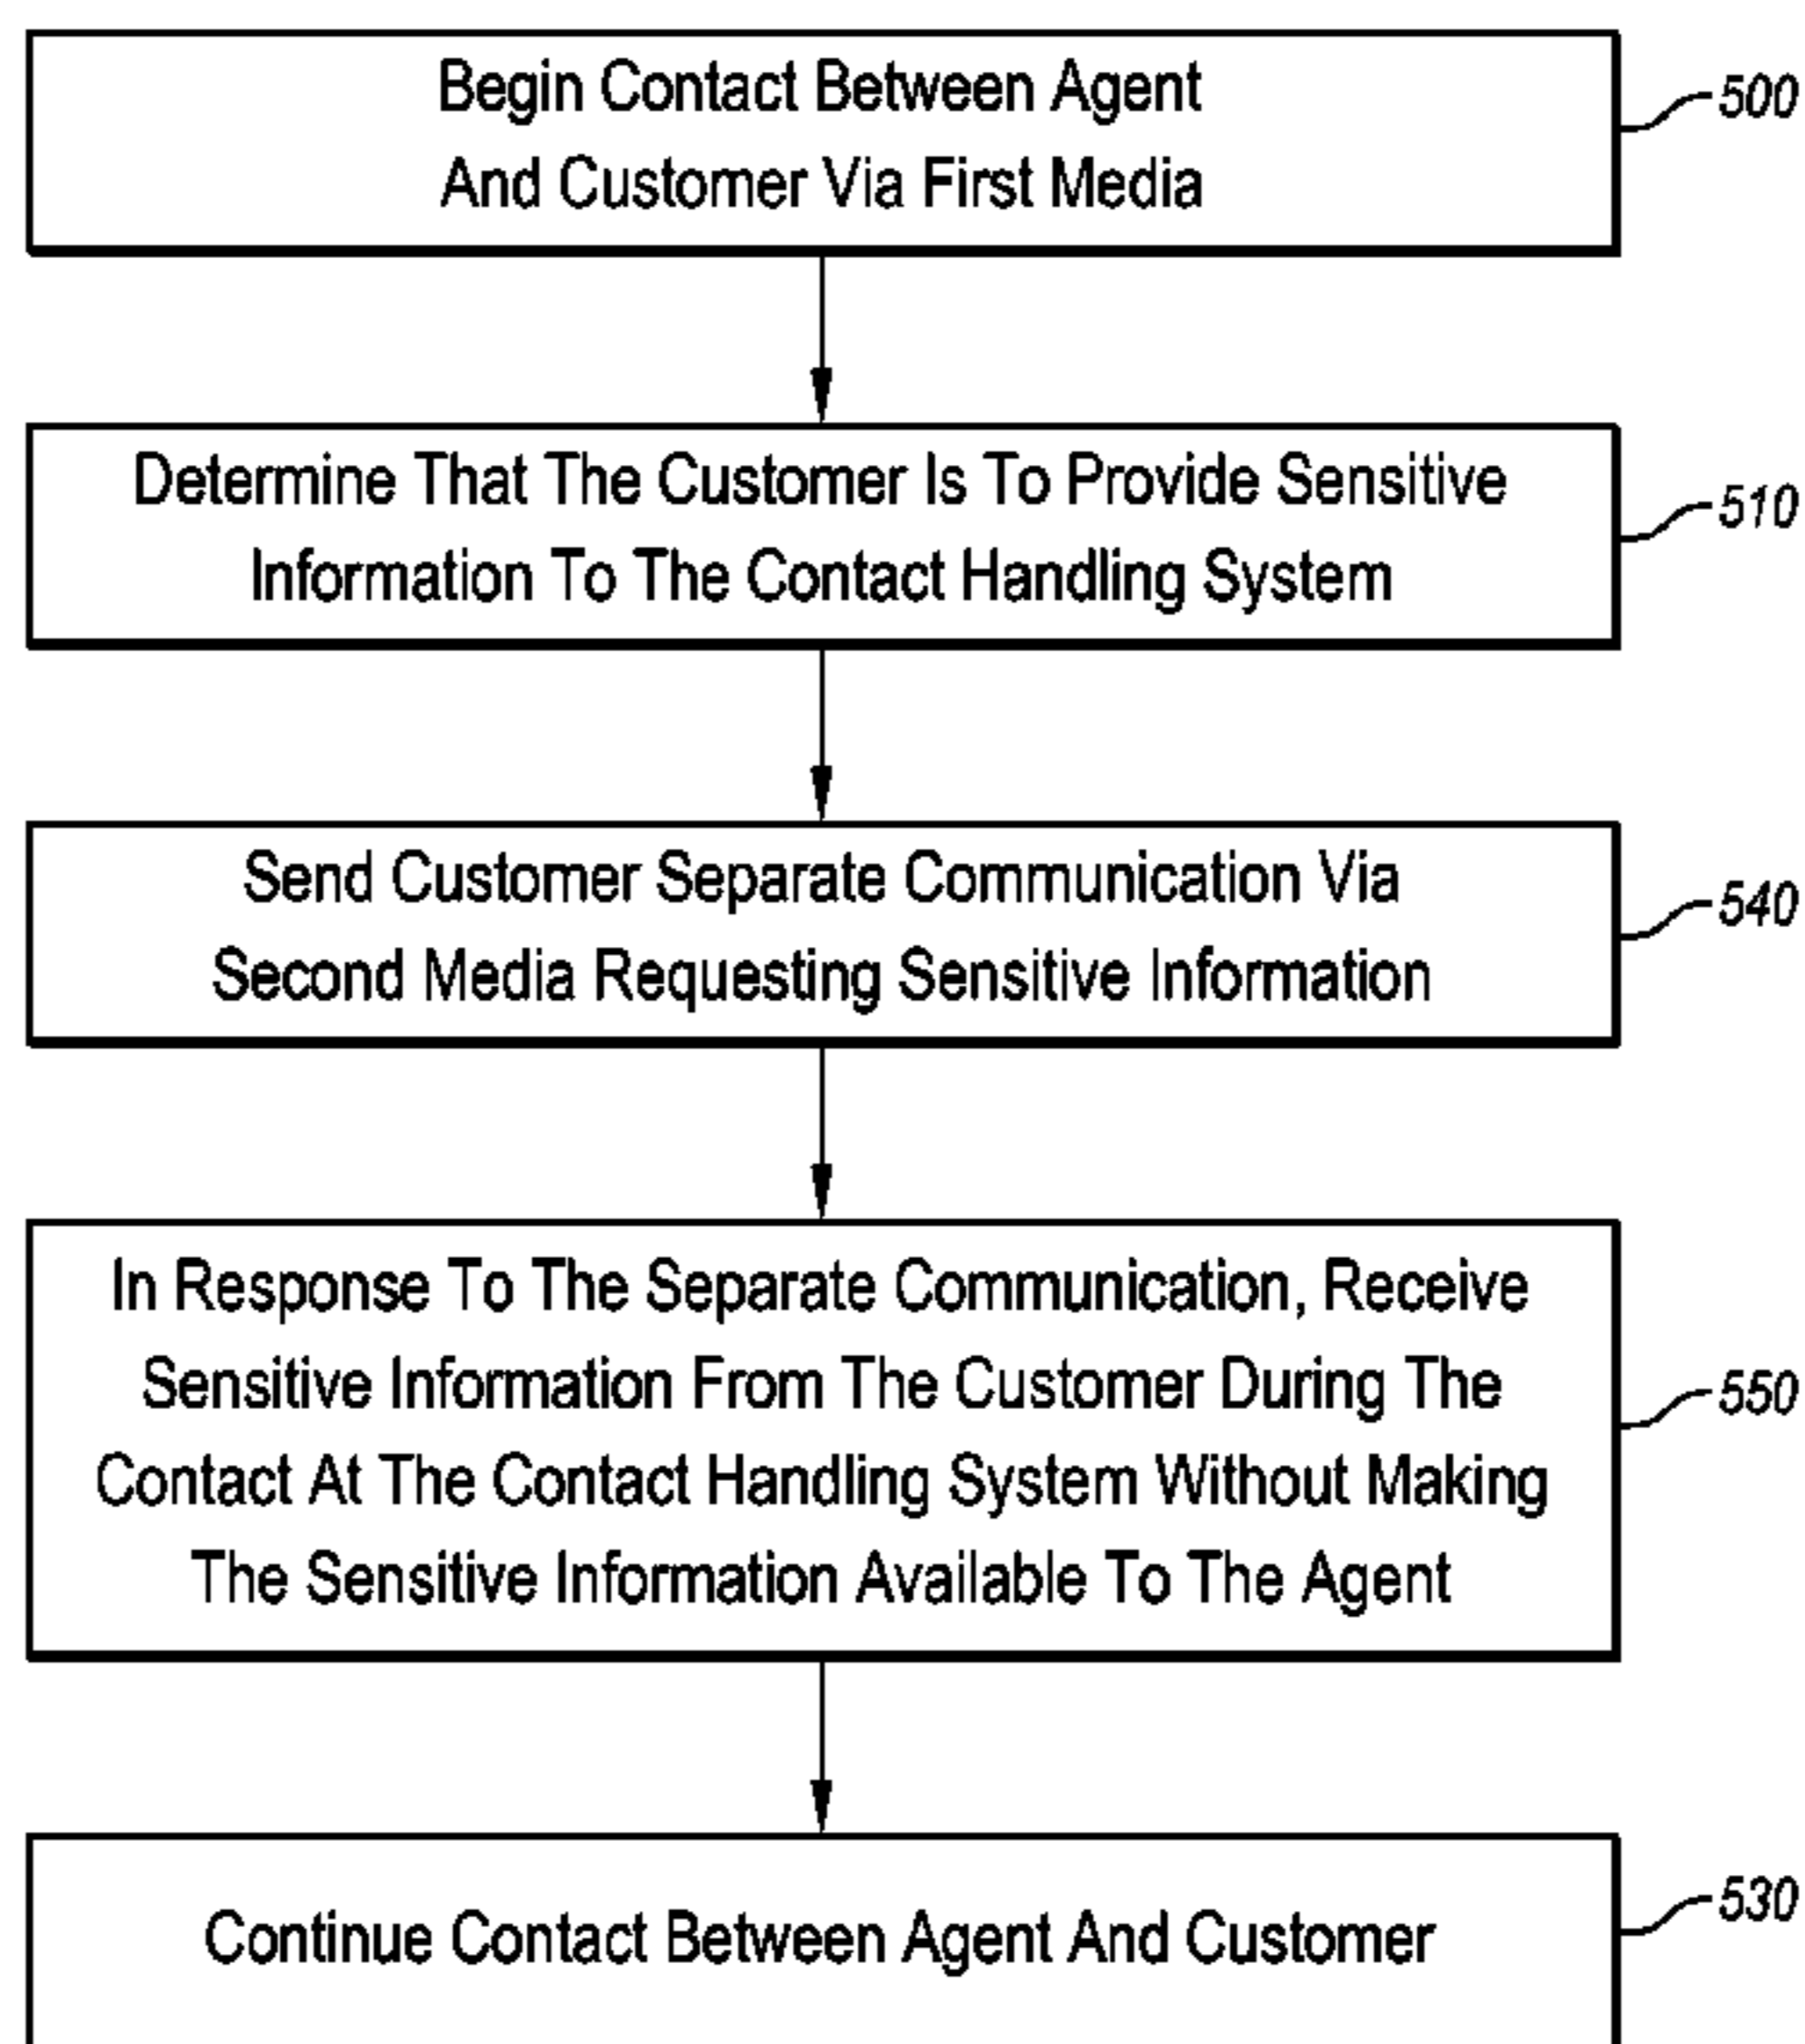 Begin Contact Between Agent
And Customer Via First Media
500
Determine That The Customer Is To Provide Sensitive
Information To The Contact Handling System
510
Send Customer Separate Communication Via
Second Media Requesting Sensitive Information
540
In Response To The Separate Communication, Receive
Sensitive Information From The Customer During The
Contact At The Contact Handling System Without Making
The Sensitive Information Available To The Agent
550
Continue Contact Between Agent And Customer
530